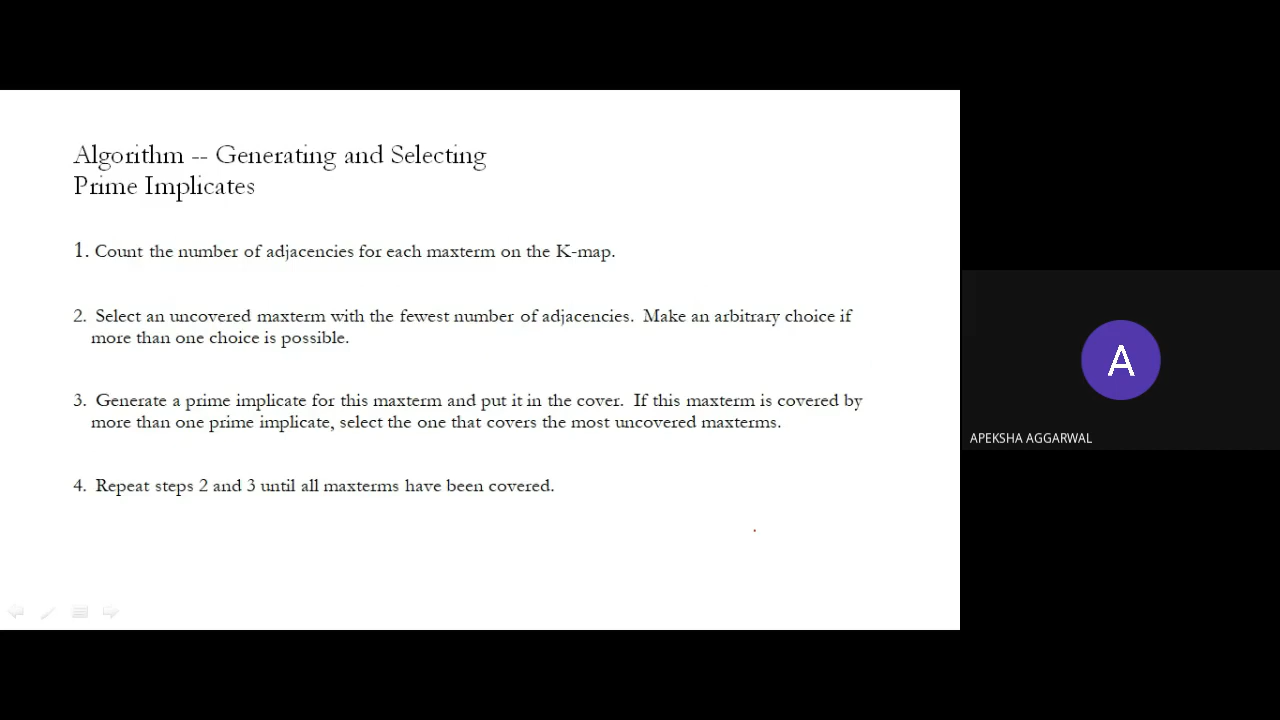 Algorithm -- Generating and Selecting
Prime Implicates
1. Count the number of adjacencies for each maxterm on the K-map.
2. Select an uncovered maxterm with the fewest number of adjacencies. Make an arbitrary choice if
more than one choice is possible.
3. Generate a prime implicate for this maxterm and put it in the cover. If this maxterm is covered by
more than one prime implicate, select the one that covers the most uncovered maxterms.
4. Repeat steps 2 and 3 until all maxterms have been covered.
A
APEKSHA AGGARWAL